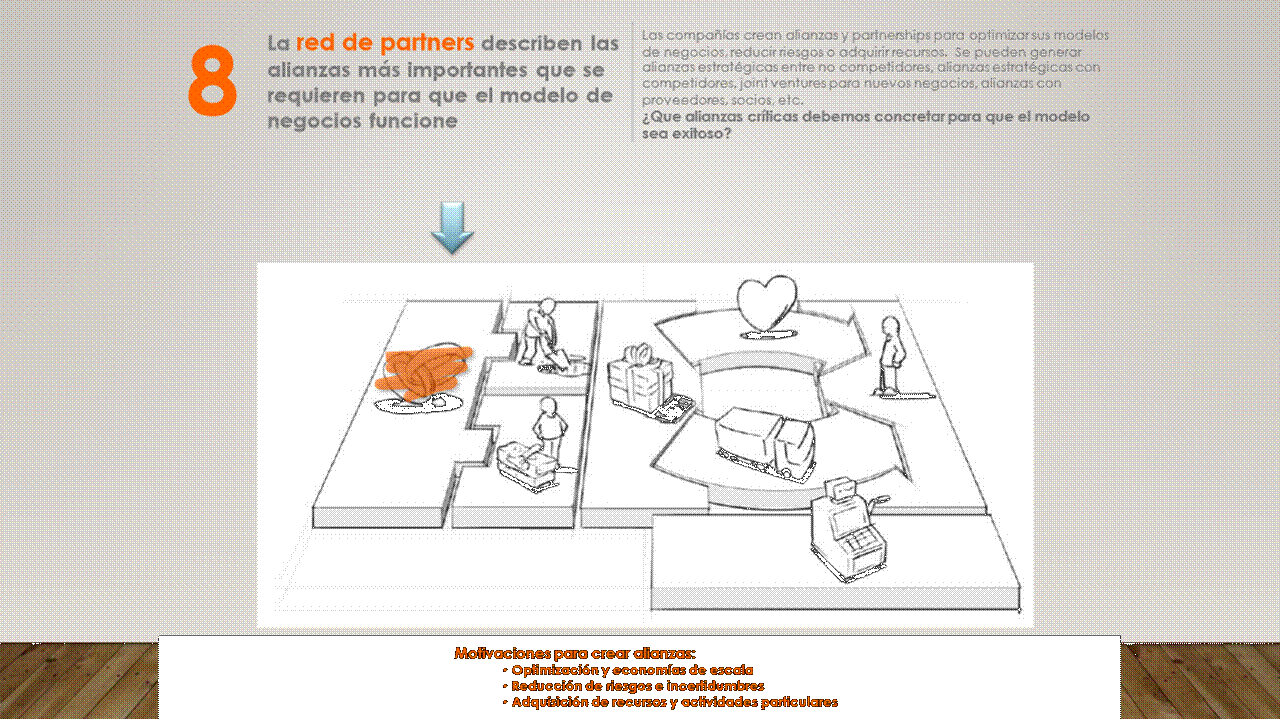 8
La red de partners describen las
alianzas más importantes que se
requieren para que el modelo de
negocios funcione
Las compañías crean alianzas y partnerships para optimizar sus modelos
de negocios, reducir riesgos o adquirir recursos. Se pueden generar
alianzas estratégicas entre no competidores, alianzas estratégicas con
competidores, joint ventures para nuevos negocios, alianzas con
proveedores, socios, etc.
¿Que alianzas críticas debemos concretar para que el modelo
sea exitoso?
Motivaciones para crear alianzas:
- Optimización y economías de escala
- Reducción de riesgos e incertidumbres
- Adquisición de recursos y actividades particulares